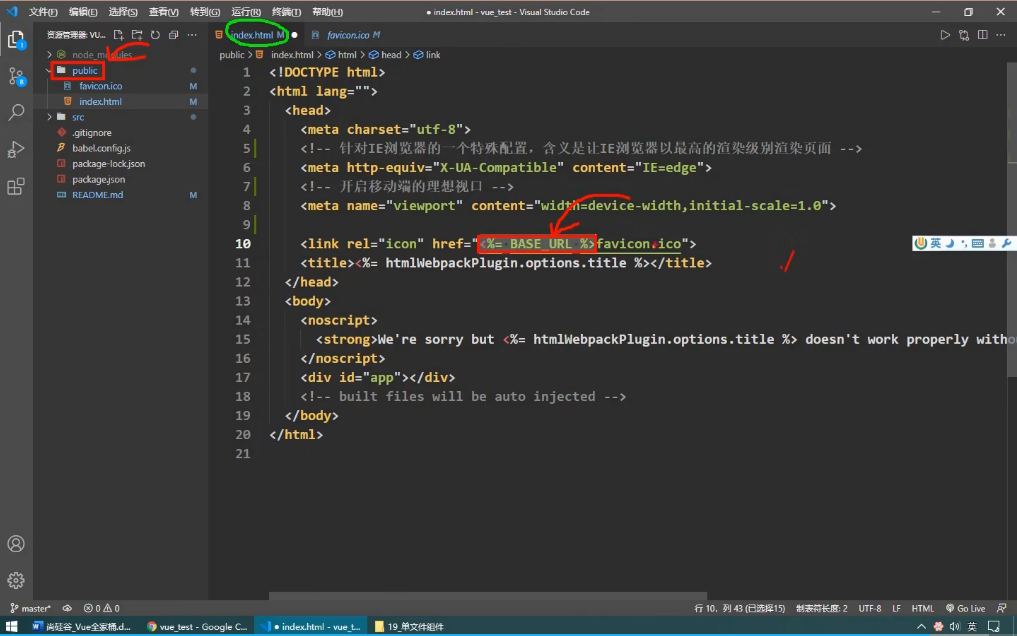 文件(F) 编辑(E) 选择(S) 查看(V) 转到(G) 运行(R) 终端(T) 帮助(H) ● index.html - vue_test - Visual Studio Code
资源管理器: VU... ···
index.html M ●
favicon.ico M
public > index.html > html > head > link
node_modules
public
favicon.ico M
index.html M
src
.gitignore
babel.config.js
package-lock.json
package.json
README.md M
1 <!DOCTYPE html>
2 <html lang="">
3 <head>
4 <meta charset="utf-8">
5 <!-- 针对IE浏览器的一个特殊配置，含义是让IE浏览器以最高的渲染级别渲染页面 -->
6 <meta http-equiv="X-UA-Compatible" content="IE=edge">
7 <!-- 开启移动端的理想视口 -->
8 <meta name="viewport" content="width=device-width,initial-scale=1.0">
9
10 <link rel="icon" href="<%= BASE_URL %>favicon.ico">
11 <title><%= htmlWebpackPlugin.options.title %></title>
12 </head>
13 <body>
14 <noscript>
15 <strong>We're sorry but <%= htmlWebpackPlugin.options.title %> doesn't work properly witho
16 </noscript>
17 <div id="app"></div>
18 <!-- built files will be auto injected -->
19 </body>
20 </html>
21
./
英
1
8
master* 0 0 行 10，列 43 (已选择15) 制表符长度: 2 UTF-8 LF HTML Go Live
尚硅谷_Vue全家桶.d... vue_test - Google C... ● index.html - vue_t... 19_单文件组件 英